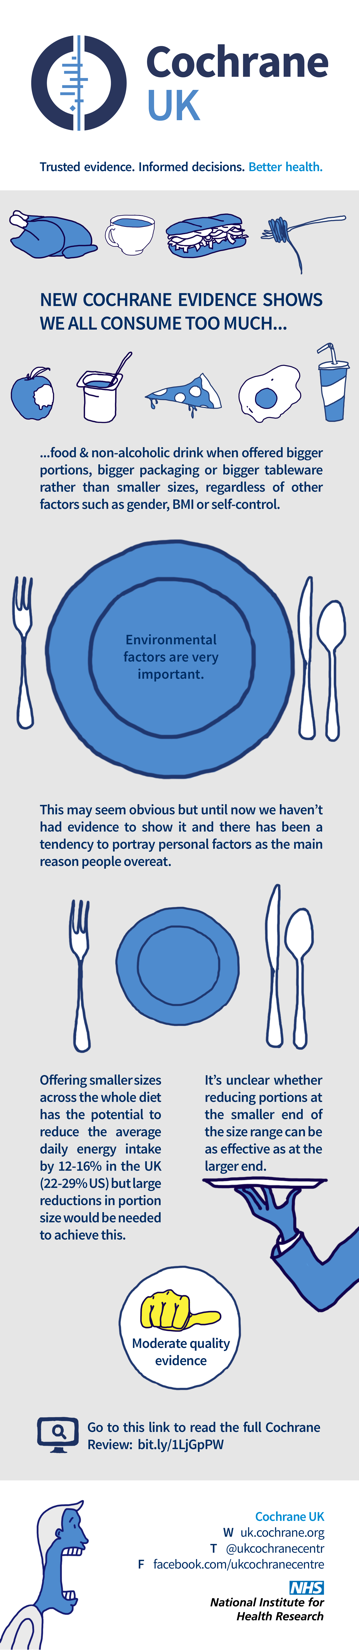 Cochrane
UK
Trusted evidence. Informed decisions. Better health.
NEW COCHRANE EVIDENCE SHOWS
WE ALL CONSUME TOO MUCH...
...food & non-alcoholic drink when offered bigger
portions, bigger packaging or bigger tableware
rather than smaller sizes, regardless of other
factors such as gender, BMI or self-control.
Environmental
factors are very
important.
This may seem obvious but until now we haven't
had evidence to show it and there has been a
tendency to portray personal factors as the main
reason people overeat.
Offering smaller sizes
across the whole diet
has the potential to
reduce the average
daily energy intake
by 12-16% in the UK
(22-29% US) but large
reductions in portion
size would be needed
to achieve this.
It's unclear whether
reducing portions at
the smaller end of
the size range can be
as effective as at the
larger end.
Moderate quality
evidence
Go to this link to read the full Cochrane
Review: bit.ly/1LjGpPW
Cochrane UK
W uk.cochrane.org
T @ukcochranecentr
F facebook.com/ukcochranecentre
NHS
National Institute for
Health Research